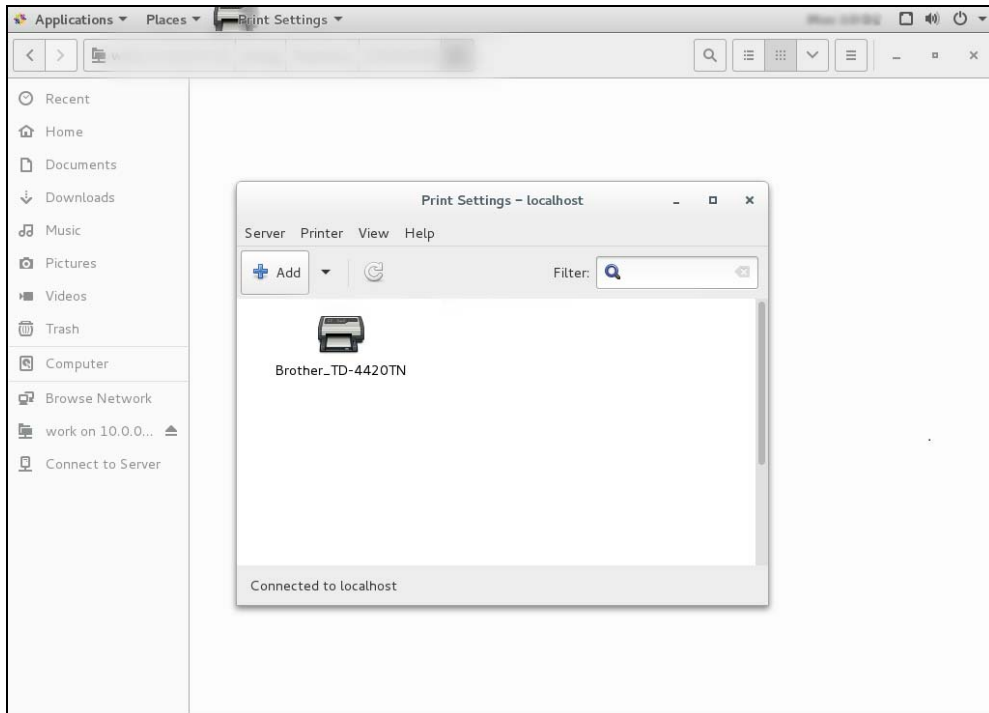 Applications Places Print Settings
Recent
Home
Documents
Downloads
Music
Pictures
Videos
Trash
Computer
Browse Network
work on 10.0.0...
Connect to Server
Print Settings – localhost
Server Printer View Help
Add
Filter:
Brother_TD-4420TN
Connected to localhost